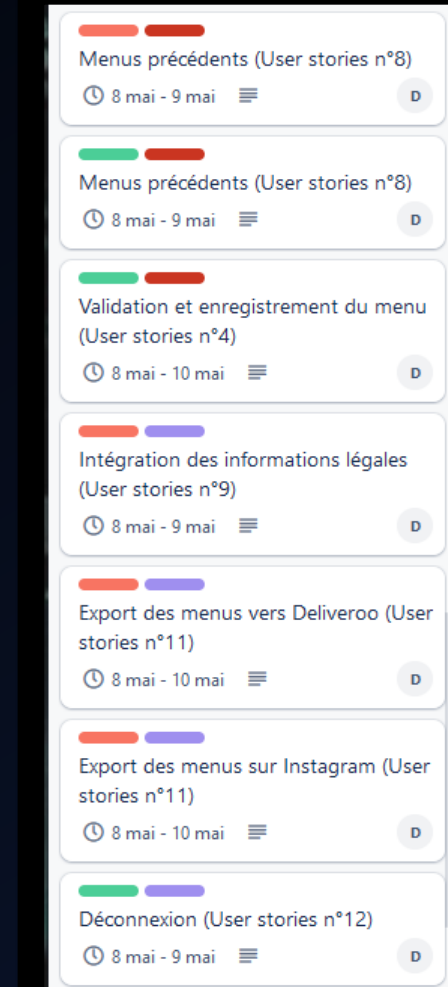 Menus précédents (User stories n°8)
8 mai - 9 mai D
Menus précédents (User stories n°8)
8 mai - 9 mai D
Validation et enregistrement du menu
(User stories n°4)
8 mai - 10 mai D
Intégration des informations légales
(User stories n°9)
8 mai - 9 mai D
Export des menus vers Deliveroo (User
stories n°11)
8 mai - 10 mai D
Export des menus sur Instagram (User
stories n°11)
8 mai - 10 mai D
Déconnexion (User stories n°12)
8 mai - 9 mai D